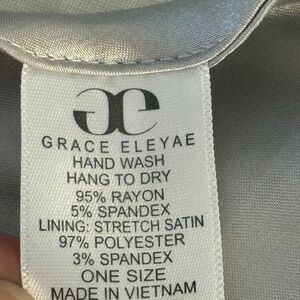 GRACE ELEYAE
HAND WASH
HANG TO DRY
95% RAYON
5% SPANDEX
LINING: STRETCH SATIN
97% POLYESTER
3% SPANDEX
ONE SIZE
MADE IN VIETNAM